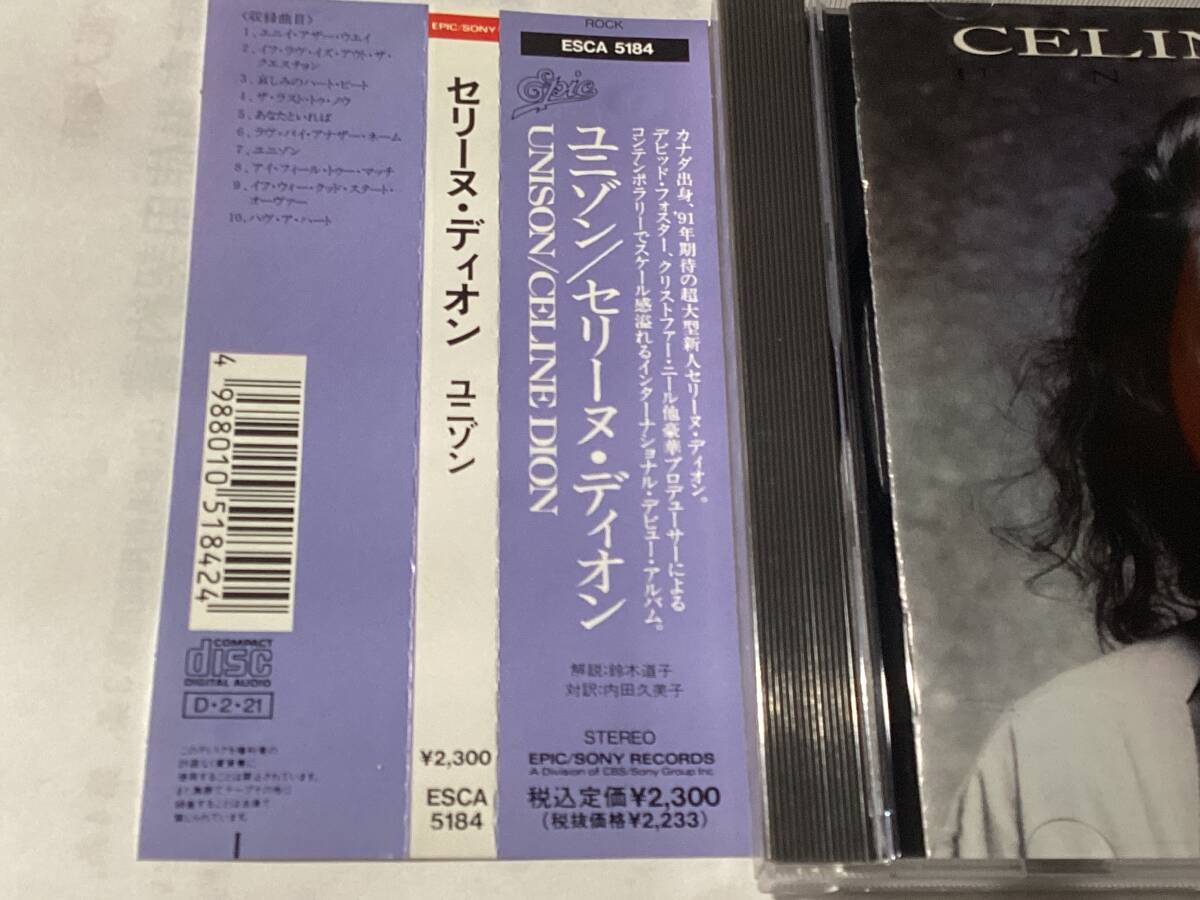 〈収録曲目〉
1、エニイ・アザー・ウエイ
2、イフ・ラヴ・イズ・アウト・ザ・
クエスチョン
3、哀しみのハート・ビート
4、ザ・ラスト・トゥ・ノウ
5、あなたといれば
6、ラヴ・バイ・アナザー・ネーム
7、ユニゾン
8、アイ・フィール・トゥー・マッチ
9、イフ・ウィー・クッド・スタート・
オーヴァー
10、ハヴ・ア・ハート
4 988010 518424
COMPACT
disc
DIGITAL AUDIO
D・2・21
EPIC/SONY
セリーヌ・ディオン ユニゾン
¥2,300
ESCA
5184
ROCK
ESCA 5184
Epic
カナダ出身、'91年期待の超大型新人セリーヌ・ディオン。
デビッド・フォスター、クリストファー・ニール他豪華プロデューサーによる
コンテンポラリーでスケール感溢れるインターナショナル・デビュー・アルバム。
ユニゾン/セリーヌ・ディオン
UNISON/CELINE DION
解説:鈴木道子
対訳:内田久美子
STEREO
EPIC/SONY RECORDS
A Division of CBS/Sony Group Inc
税込定価¥2,300
(税抜価格¥2,233)
CELIN
U N